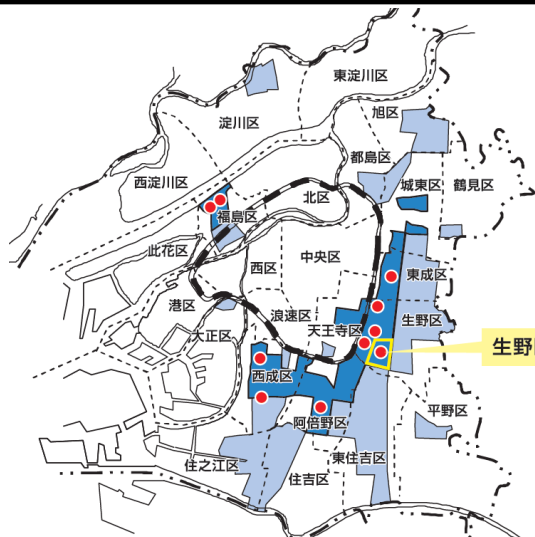 東淀川区
旭区
淀川区
都島区
西淀川区
城東区
鶴見区
北区
福島区
此花区
中央区
西区
東成区
港区
浪速区
生野区
大正区
天王寺区
生野
西成区
平野区
阿倍野区
東住吉区
住之江区
住吉区